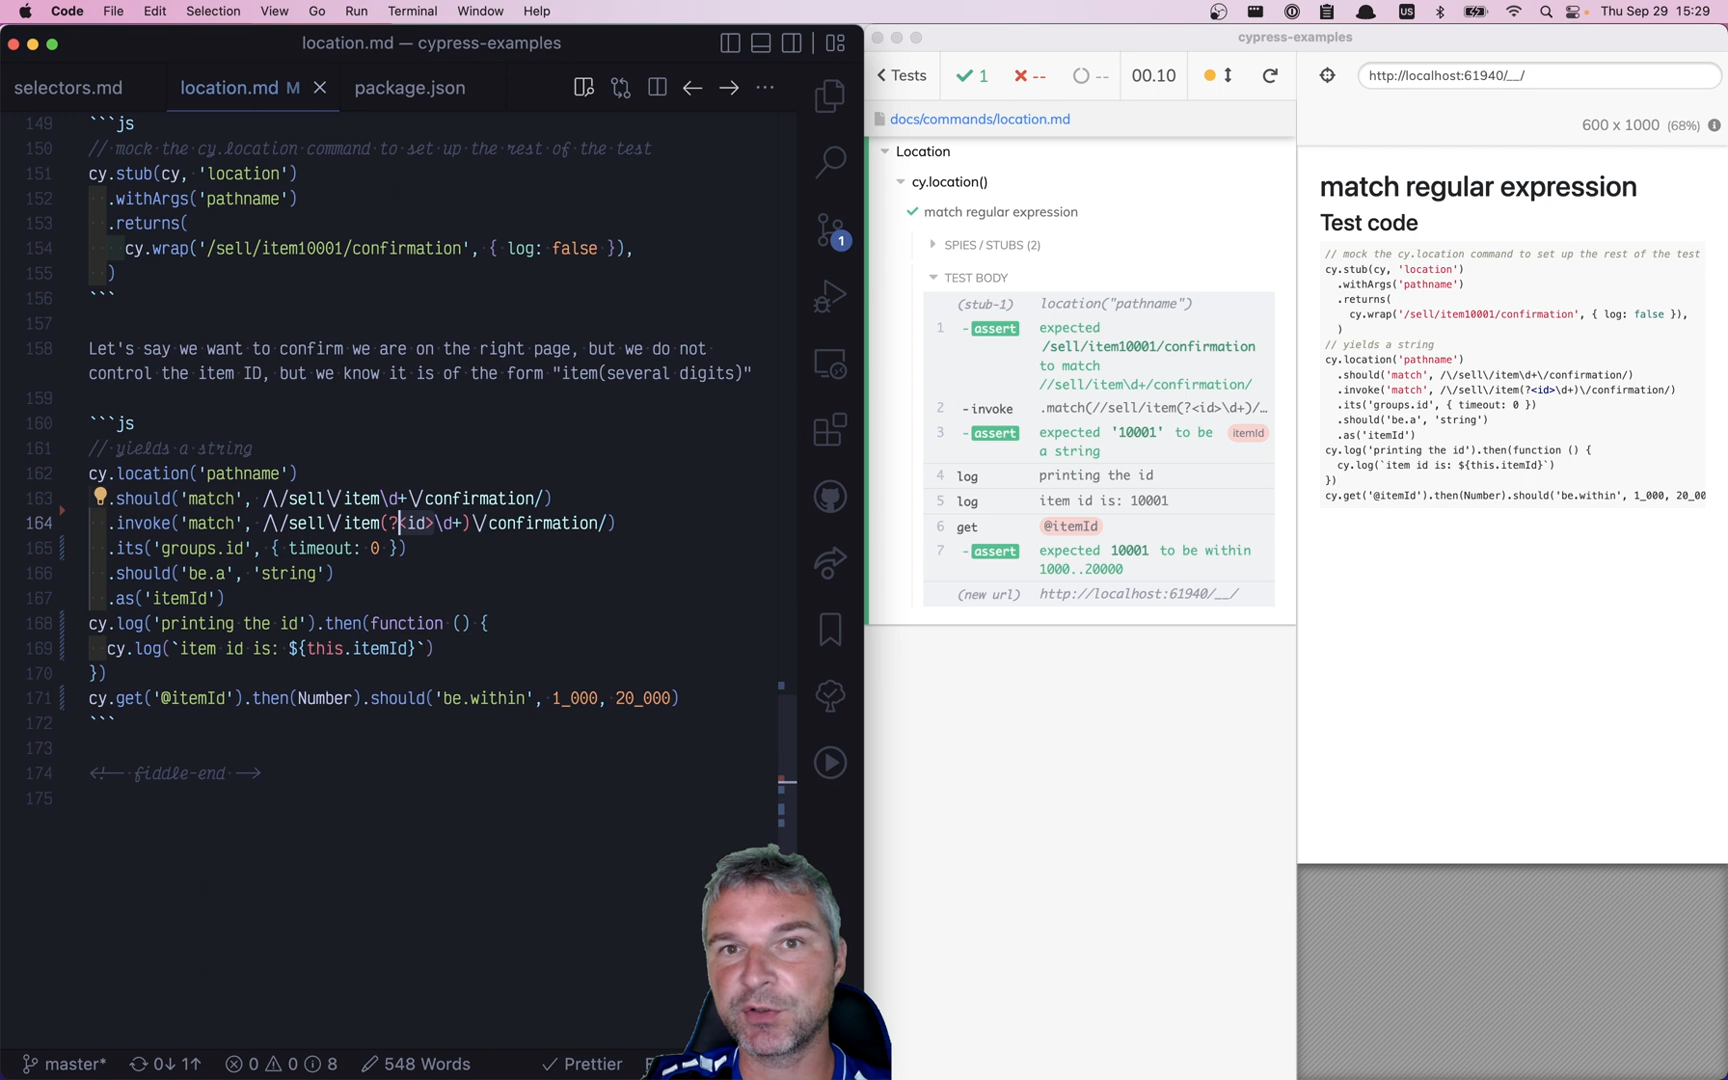 Code File Edit Selection View Go Run Terminal Window Help
US Thu Sep 29 15:29
location.md — cypress-examples
selectors.md location.md M package.json
149 ```js
150 // mock the cy.location command to set up the rest of the test
151 cy.stub(cy, 'location')
152 .withArgs('pathname')
153 .returns(
154 cy.wrap('/sell/item10001/confirmation', { log: false }),
155 )
156 ```
157
158 Let's say we want to confirm we are on the right page, but we do not
control the item ID, but we know it is of the form "item(several digits)"
159
160 ```js
161 // yields a string
162 cy.location('pathname')
163 .should('match', /\/sell\/item\d+\/confirmation/)
164 .invoke('match', /\/sell\/item(?<id>\d+)\/confirmation/)
165 .its('groups.id', { timeout: 0 })
166 .should('be.a', 'string')
167 .as('itemId')
168 cy.log('printing the id').then(function () {
169 cy.log(`item id is: ${this.itemId}`)
170 })
171 cy.get('@itemId').then(Number).should('be.within', 1_000, 20_000)
172 ```
173
174 <!-- fiddle-end -->
175
1
master* 0↓ 1↑ 0 0 8 548 Words Prettier
cypress-examples
Tests 1 -- -- 00.10
docs/commands/location.md
Location
cy.location()
match regular expression
SPIES / STUBS (2)
TEST BODY
(stub-1) location("pathname")
1 -assert expected
/sell/item10001/confirmation
to match
//sell/item\d+/confirmation/
2 -invoke .match(//sell/item(?<id>\d+)/...
3 -assert expected '10001' to be itemId
a string
4 log printing the id
5 log item id is: 10001
6 get @itemId
7 -assert expected 10001 to be within
1000..20000
(new url) http://localhost:61940/__/
http://localhost:61940/__/
600 x 1000 (68%)
match regular expression
Test code
// mock the cy.location command to set up the rest of the test
cy.stub(cy, 'location')
.withArgs('pathname')
.returns(
cy.wrap('/sell/item10001/confirmation', { log: false }),
)
// yields a string
cy.location('pathname')
.should('match', /\/sell\/item\d+\/confirmation/)
.invoke('match', /\/sell\/item(?<id>\d+)\/confirmation/)
.its('groups.id', { timeout: 0 })
.should('be.a', 'string')
.as('itemId')
cy.log('printing the id').then(function () {
cy.log(`item id is: ${this.itemId}`)
})
cy.get('@itemId').then(Number).should('be.within', 1_000, 20_00